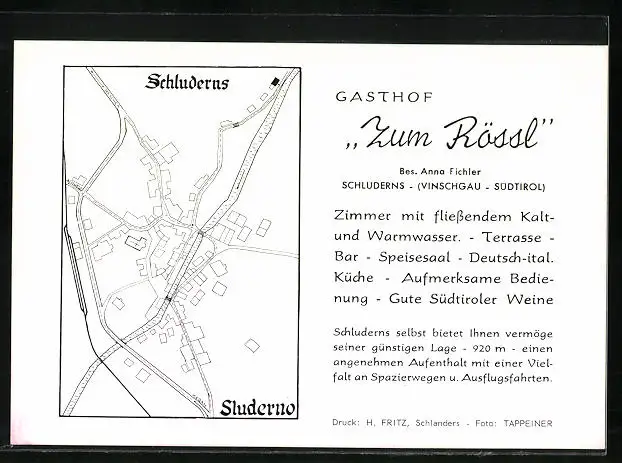 Schluderns
Sluderno
GASTHOF
„Zum Rössl”
Bes. Anna Fichler
SCHLUDERNS - (VINSCHGAU - SÜDTIROL)
Zimmer mit fließendem Kalt-
und Warmwasser. - Terrasse -
Bar - Speisesaal - Deutsch-ital.
Küche - Aufmerksame Bedie-
nung - Gute Südtiroler Weine
Schluderns selbst bietet Ihnen vermöge
seiner günstigen Lage - 920 m - einen
angenehmen Aufenthalt mit einer Viel-
falt an Spazierwegen u. Ausflugsfahrten.
Druck: H. FRITZ, Schlanders - Foto: TAPPEINER